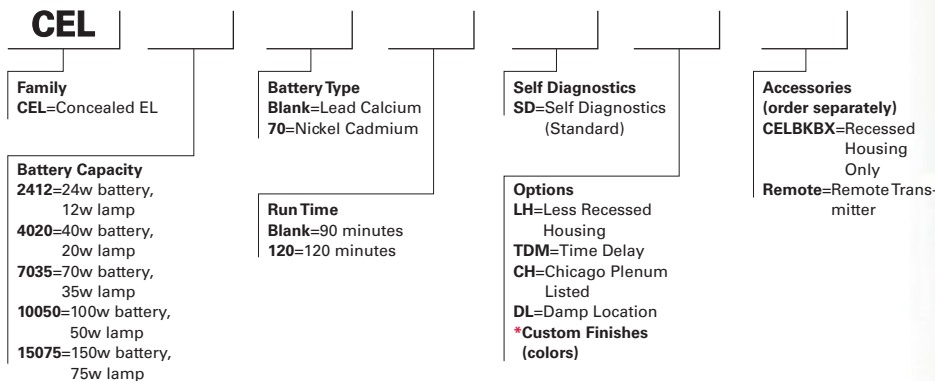 CEL
Family
CEL=Concealed EL
Battery Capacity
2412=24w battery,
12w lamp
4020=40w battery,
20w lamp
7035=70w battery,
35w lamp
10050=100w battery,
50w lamp
15075=150w battery,
75w lamp
Battery Type
Blank=Lead Calcium
70=Nickel Cadmium
Run Time
Blank=90 minutes
120=120 minutes
Self Diagnostics
SD=Self Diagnostics
(Standard)
Options
LH=Less Recessed
Housing
TDM=Time Delay
CH=Chicago Plenum
Listed
DL=Damp Location
*Custom Finishes
(colors)
Accessories
(order separately)
CELBKBX=Recessed
Housing
Only
Remote=Remote Trans-
mitter